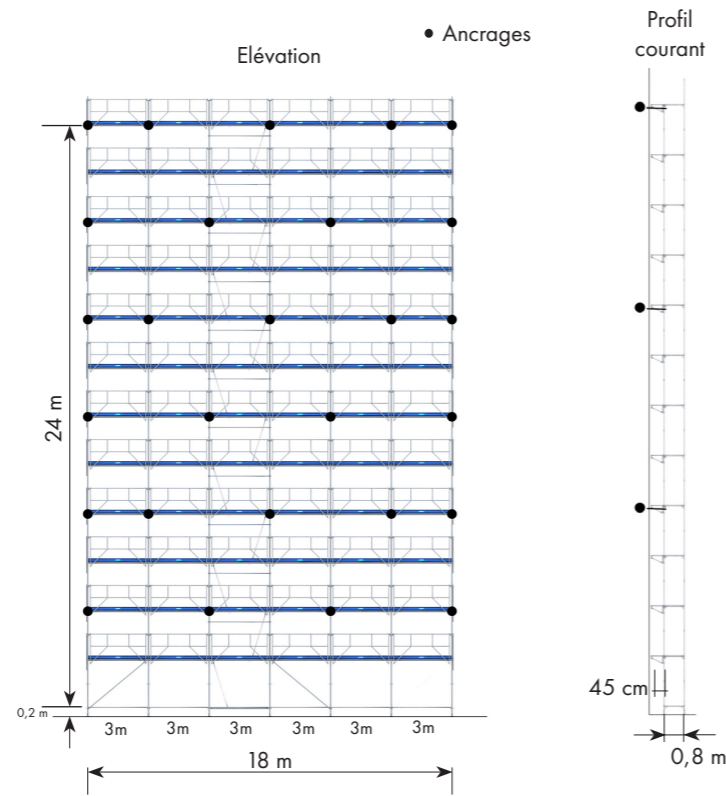 Elévation
• Ancrages
Profil
courant
24 m
0,2 m
3m 3m 3m 3m 3m 3m
18 m
45 cm
0,8 m